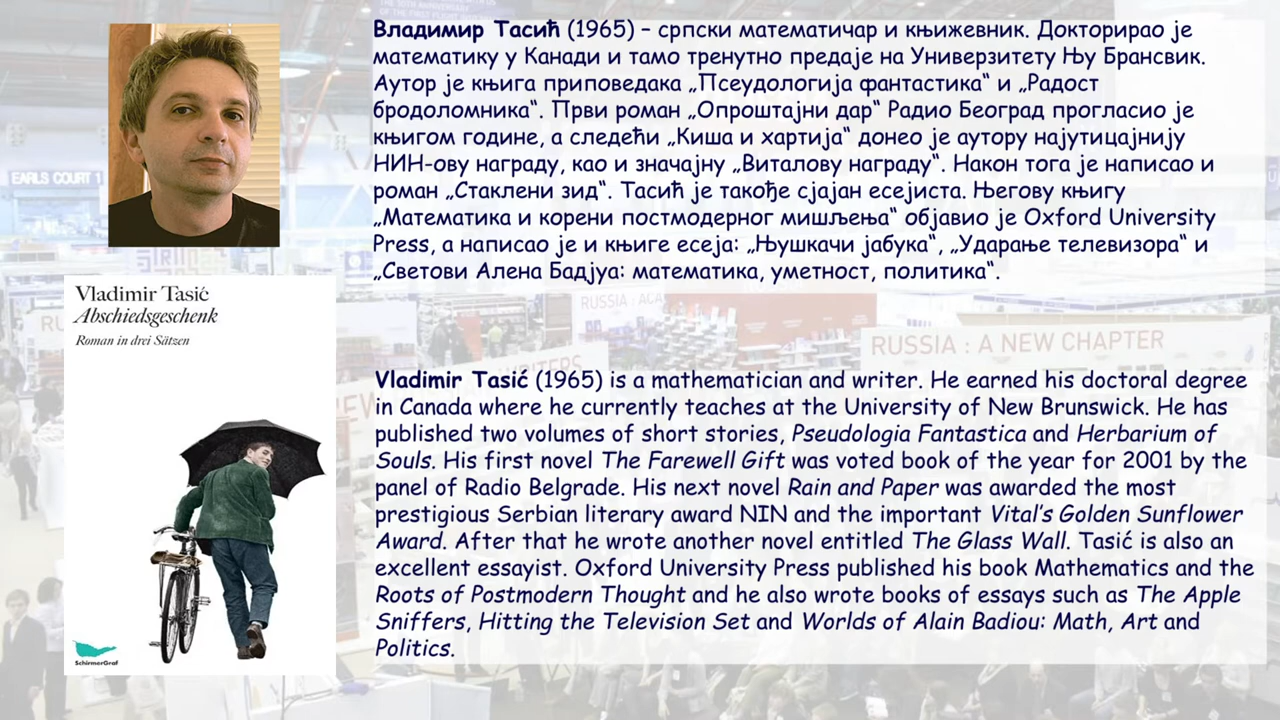 Владимир Тасић (1965) – српски математичар и књижевник. Докторирао је
математику у Канади и тамо тренутно предаје на Универзитету Њу Брансвик.
Аутор је књига приповедака „Псеудологија фантастика“ и „Радост
бродоломника“. Први роман „Опроштајни дар“ Радио Београд прогласио је
књигом године, а следећи „Киша и хартија“ донео је аутору најутицајнију
НИН-ову награду, као и значајну „Виталову награду“. Након тога је написао и
роман „Стаклени зид“. Тасић је такође сјајан есејиста. Његову књигу
„Математика и корени постмодерног мишљења“ објавио је Oxford University
Press, а написао је и књиге есеја: „Њушкачи јабука“, „Ударање телевизора“ и
„Светови Алена Бадјуа: математика, уметност, политика“.
EARLS COURT 1
Vladimir Tasić
Abschiedsgeschenk
Roman in drei Sätzen
SchirmerGraf
RUSSIA : A NEW CHAPTER
Vladimir Tasić (1965) is a mathematician and writer. He earned his doctoral degree
in Canada where he currently teaches at the University of New Brunswick. He has
published two volumes of short stories, Pseudologia Fantastica and Herbarium of
Souls. His first novel The Farewell Gift was voted book of the year for 2001 by the
panel of Radio Belgrade. His next novel Rain and Paper was awarded the most
prestigious Serbian literary award NIN and the important Vital’s Golden Sunflower
Award. After that he wrote another novel entitled The Glass Wall. Tasić is also an
excellent essayist. Oxford University Press published his book Mathematics and the
Roots of Postmodern Thought and he also wrote books of essays such as The Apple
Sniffers, Hitting the Television Set and Worlds of Alain Badiou: Math, Art and
Politics.